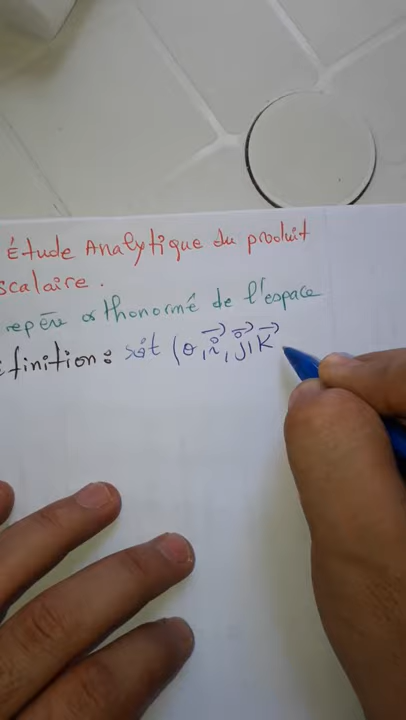 Étude Analytique du produit
scalaire.
repère orthonormé de l'espace
finition: soit (o, i⃗, j⃗, k⃗